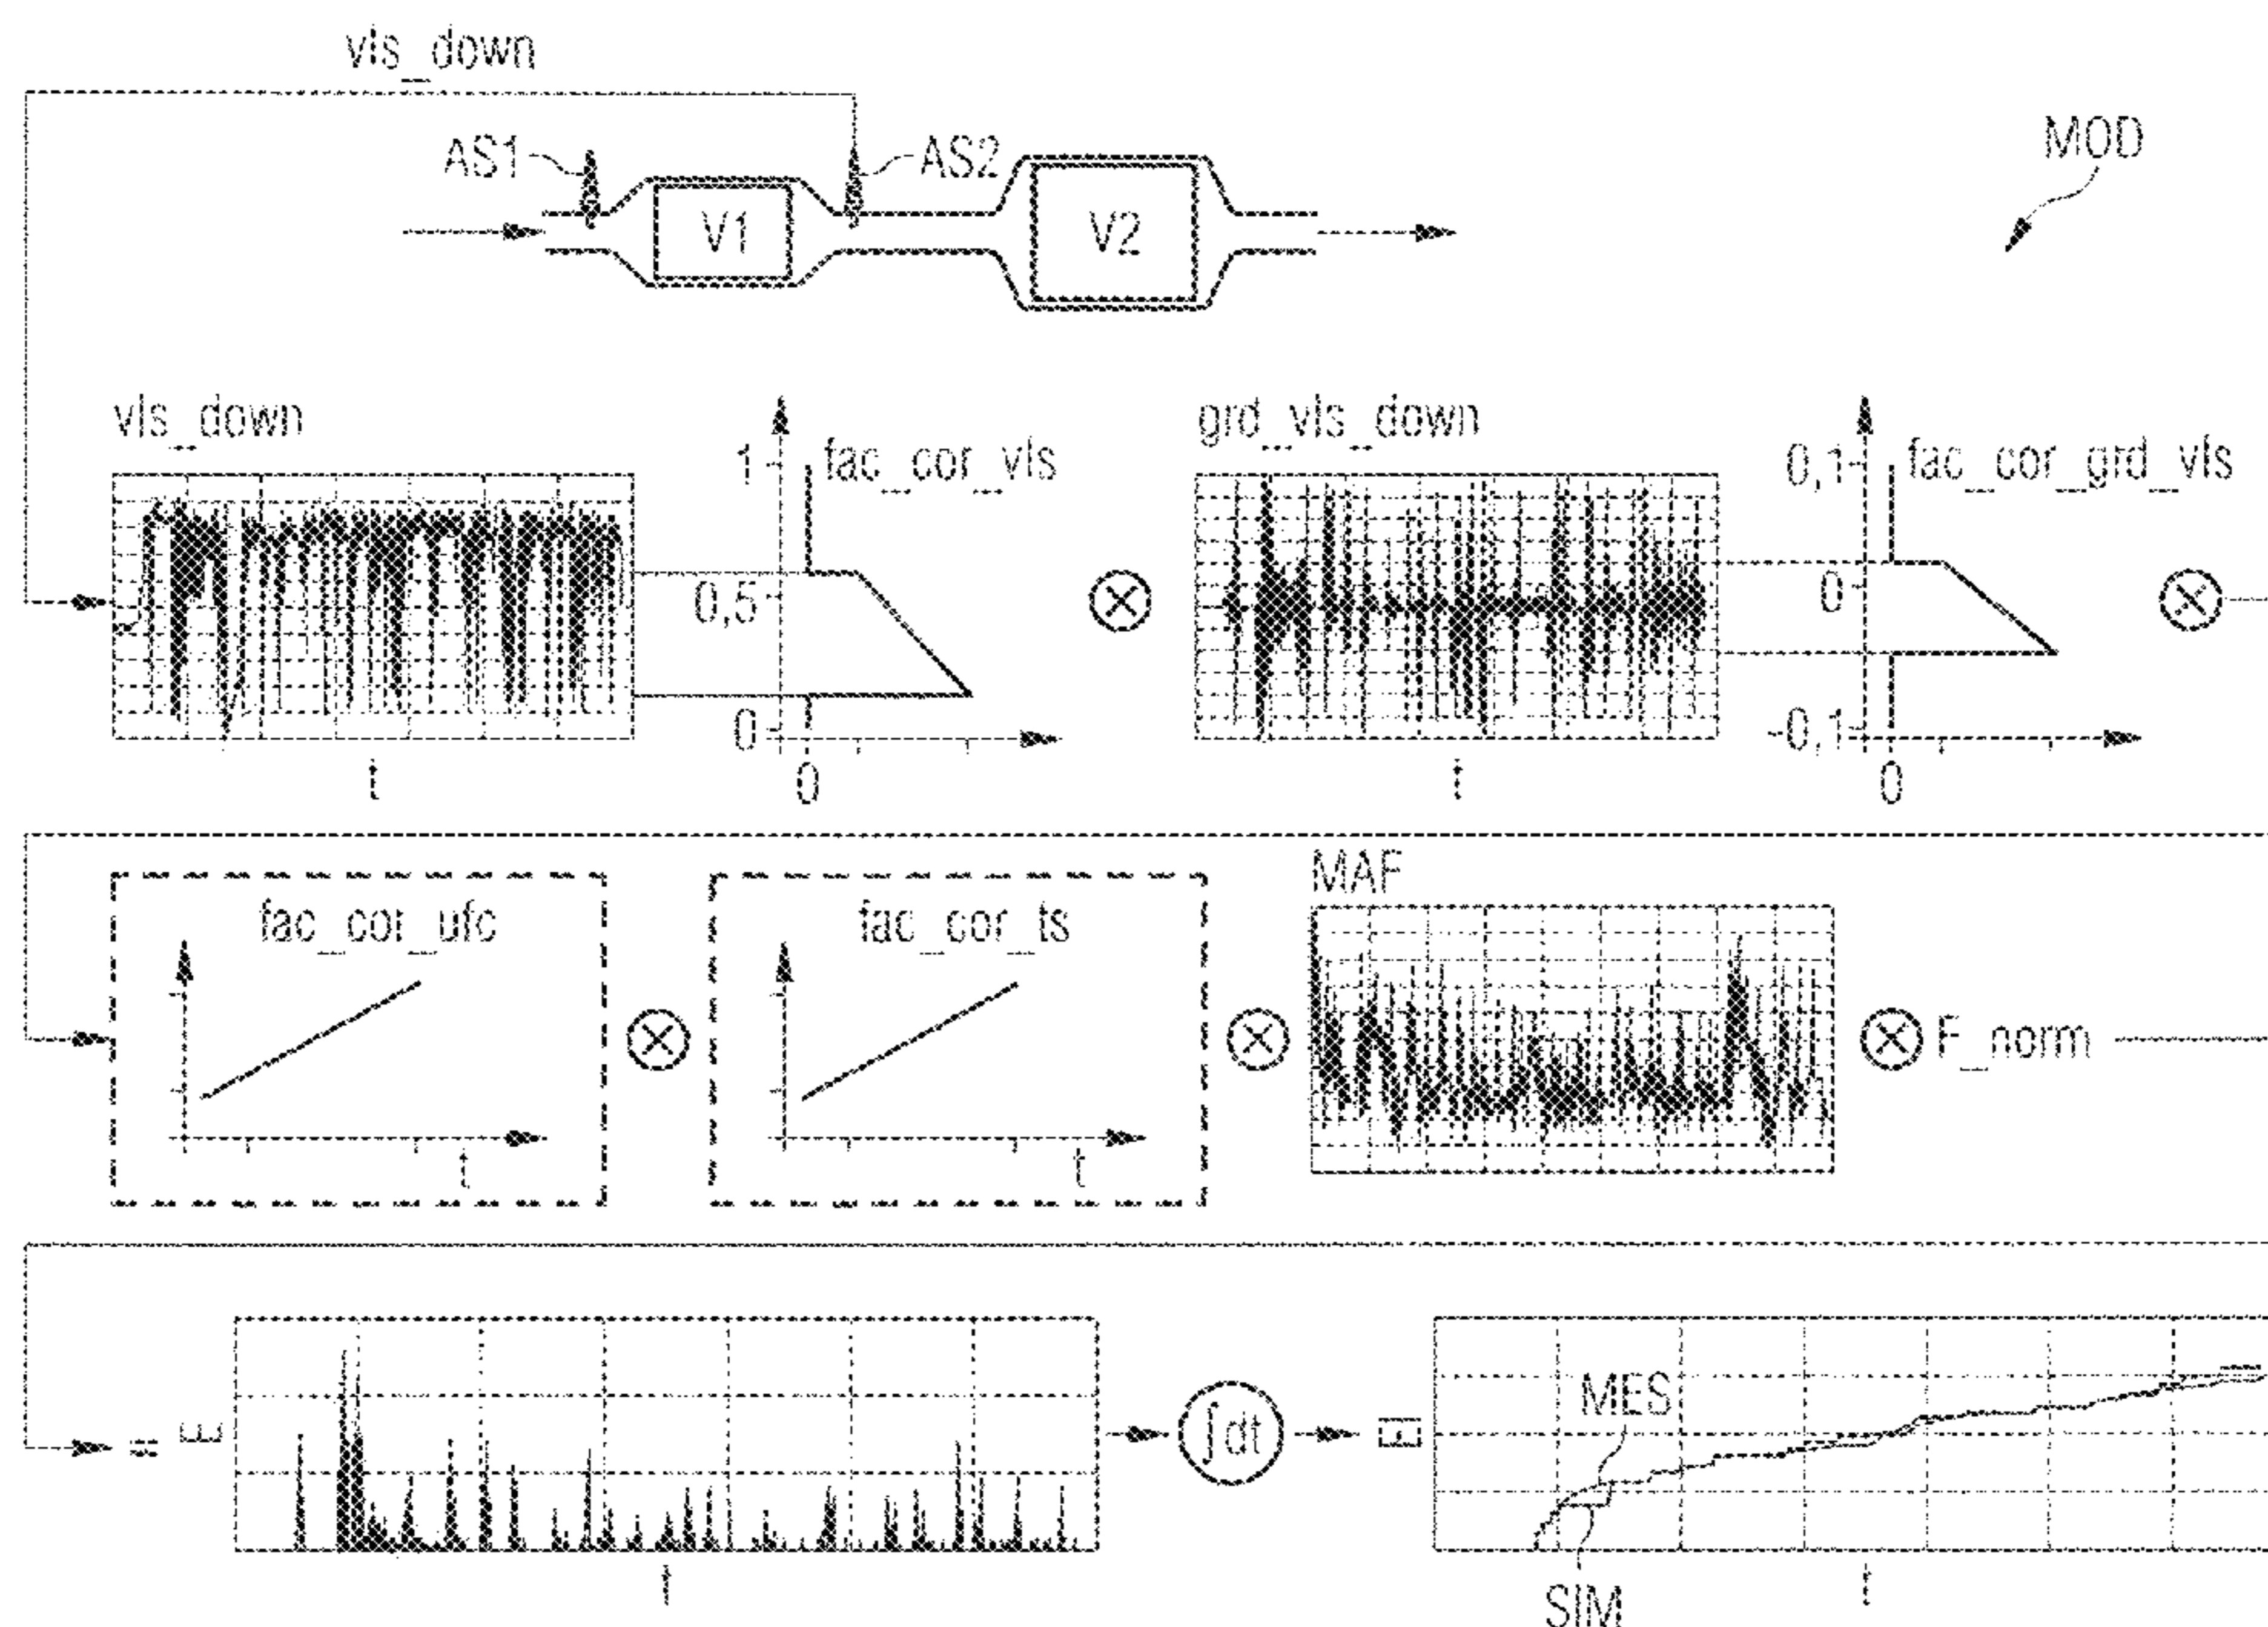 vls_down
AS1
AS2
MOD
V1
V2
vls_down
1
fac_cor_vls
0,5
0
0
t
grd_vls_down
0,1
fac_cor_grd_vls
0
-0,1
0
t
fac_cor_ufc
t
fac_cor_ts
t
MAF
F_norm
=
E
t
∫dt
E
MES
SIM
t